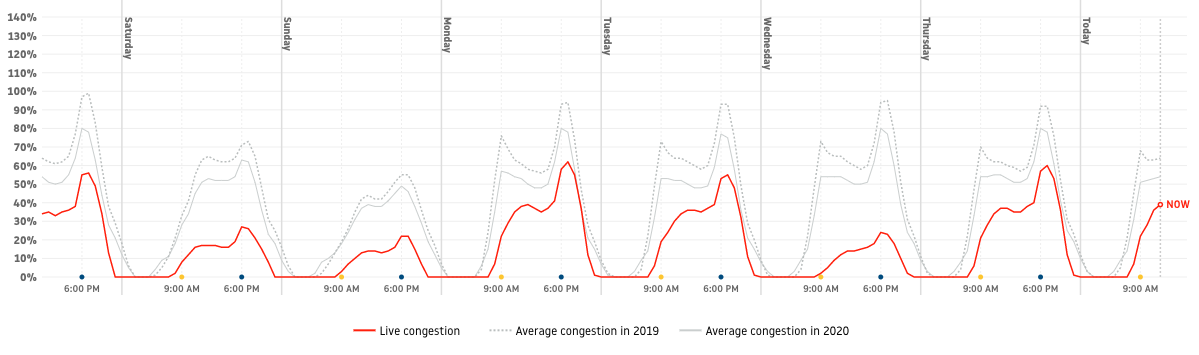 140%
130%
120%
110%
100%
90%
80%
70%
60%
50%
40%
30%
20%
10%
0%
Saturday
Sunday
Monday
Tuesday
Wednesday
Thursday
Today
NOW
6:00 PM 9:00 AM 6:00 PM 9:00 AM 6:00 PM 9:00 AM 6:00 PM 9:00 AM 6:00 PM 9:00 AM 6:00 PM 9:00 AM 6:00 PM 9:00 AM
Live congestion Average congestion in 2019 Average congestion in 2020